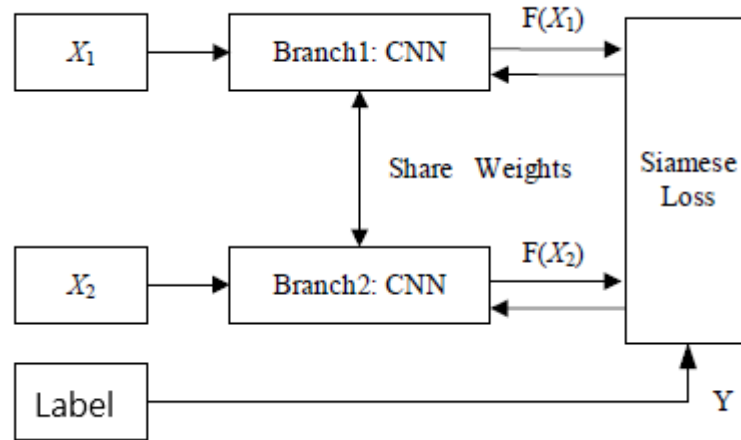 F(X₁)
X₁
Branch1: CNN
Share Weights
Siamese
Loss
F(X₂)
X₂
Branch2: CNN
Label
Y